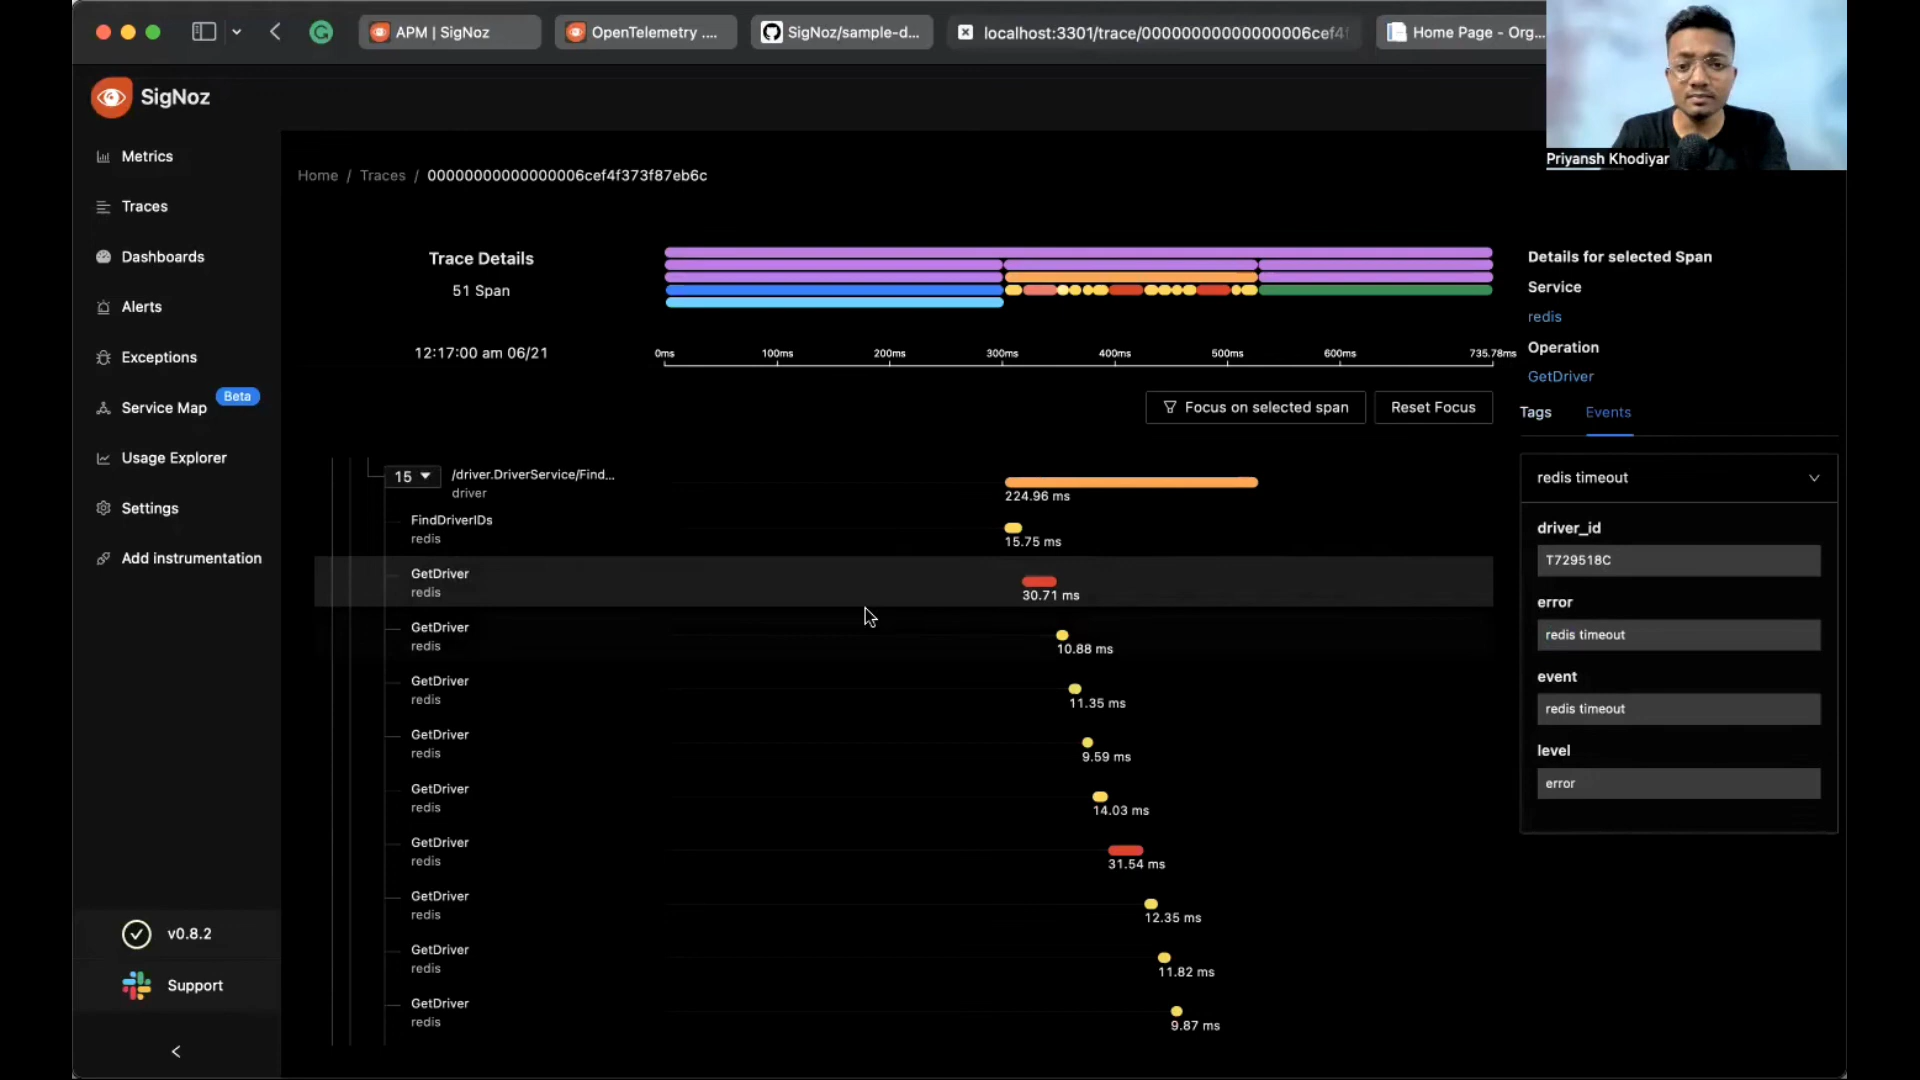 APM | SigNoz
OpenTelemetry ....
SigNoz/sample-d...
localhost:3301/trace/00000000000000006cef4f
Home Page - Org...
Priyansh Khodiyar
SigNoz
Metrics
Traces
Dashboards
Alerts
Exceptions
Service Map
Beta
Usage Explorer
Settings
Add instrumentation
v0.8.2
Support
Home / Traces / 00000000000000006cef4f373f87eb6c
Trace Details
51 Span
12:17:00 am 06/21
0ms 100ms 200ms 300ms 400ms 500ms 600ms 735.78ms
Focus on selected span
Reset Focus
15 /driver.DriverService/Find...
driver
224.96 ms
FindDriverIDs
redis
15.75 ms
GetDriver
redis
30.71 ms
GetDriver
redis
10.88 ms
GetDriver
redis
11.35 ms
GetDriver
redis
9.59 ms
GetDriver
redis
14.03 ms
GetDriver
redis
31.54 ms
GetDriver
redis
12.35 ms
GetDriver
redis
11.82 ms
GetDriver
redis
9.87 ms
Details for selected Span
Service
redis
Operation
GetDriver
Tags Events
redis timeout
driver_id
T729518C
error
redis timeout
event
redis timeout
level
error